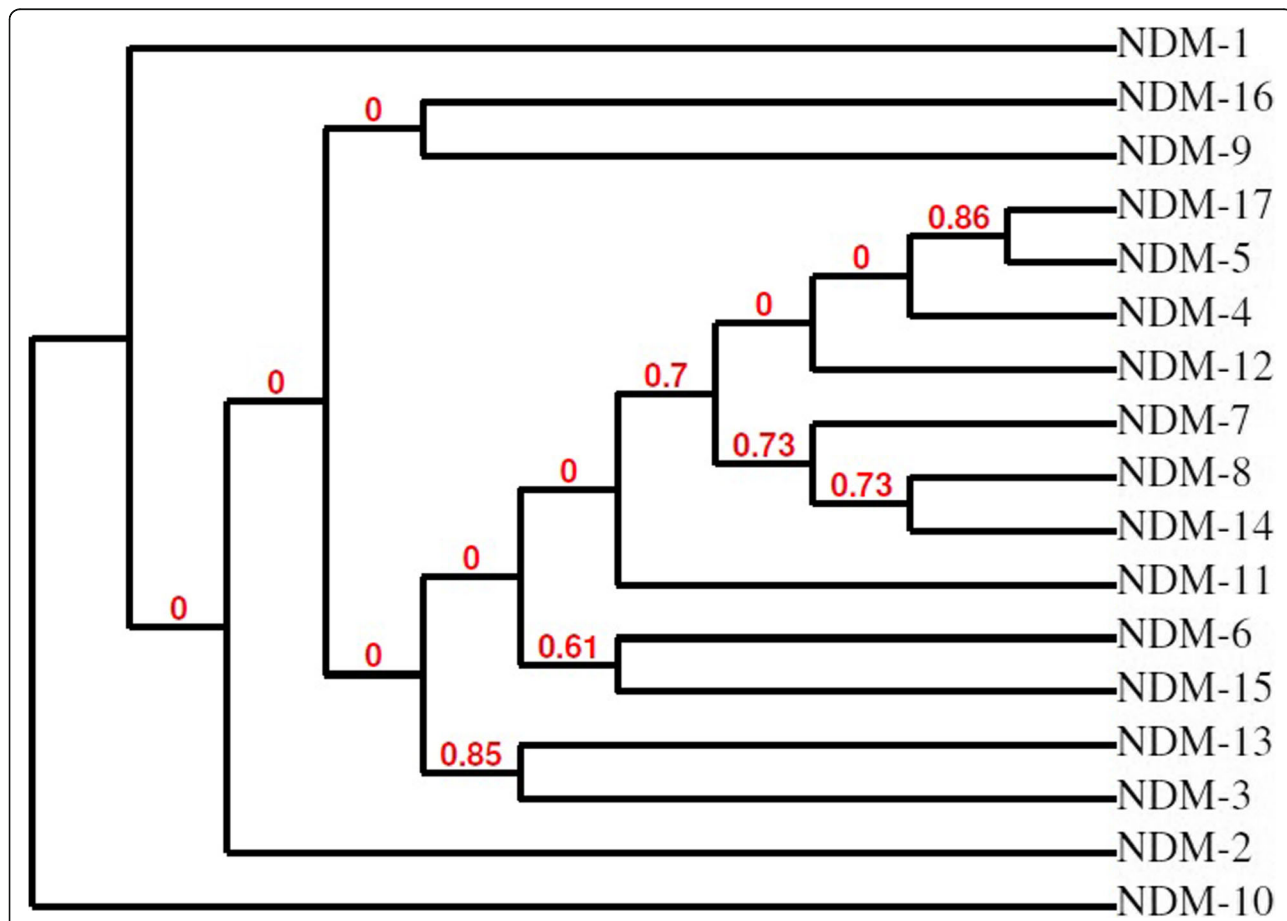 NDM-1
0
NDM-16
NDM-9
0.86
NDM-17
0
NDM-5
0
NDM-4
NDM-12
0.7
0
NDM-7
0.73
0.73
NDM-8
0
NDM-14
0
NDM-11
0
0.61
NDM-6
0
NDM-15
0.85
NDM-13
NDM-3
NDM-2
NDM-10